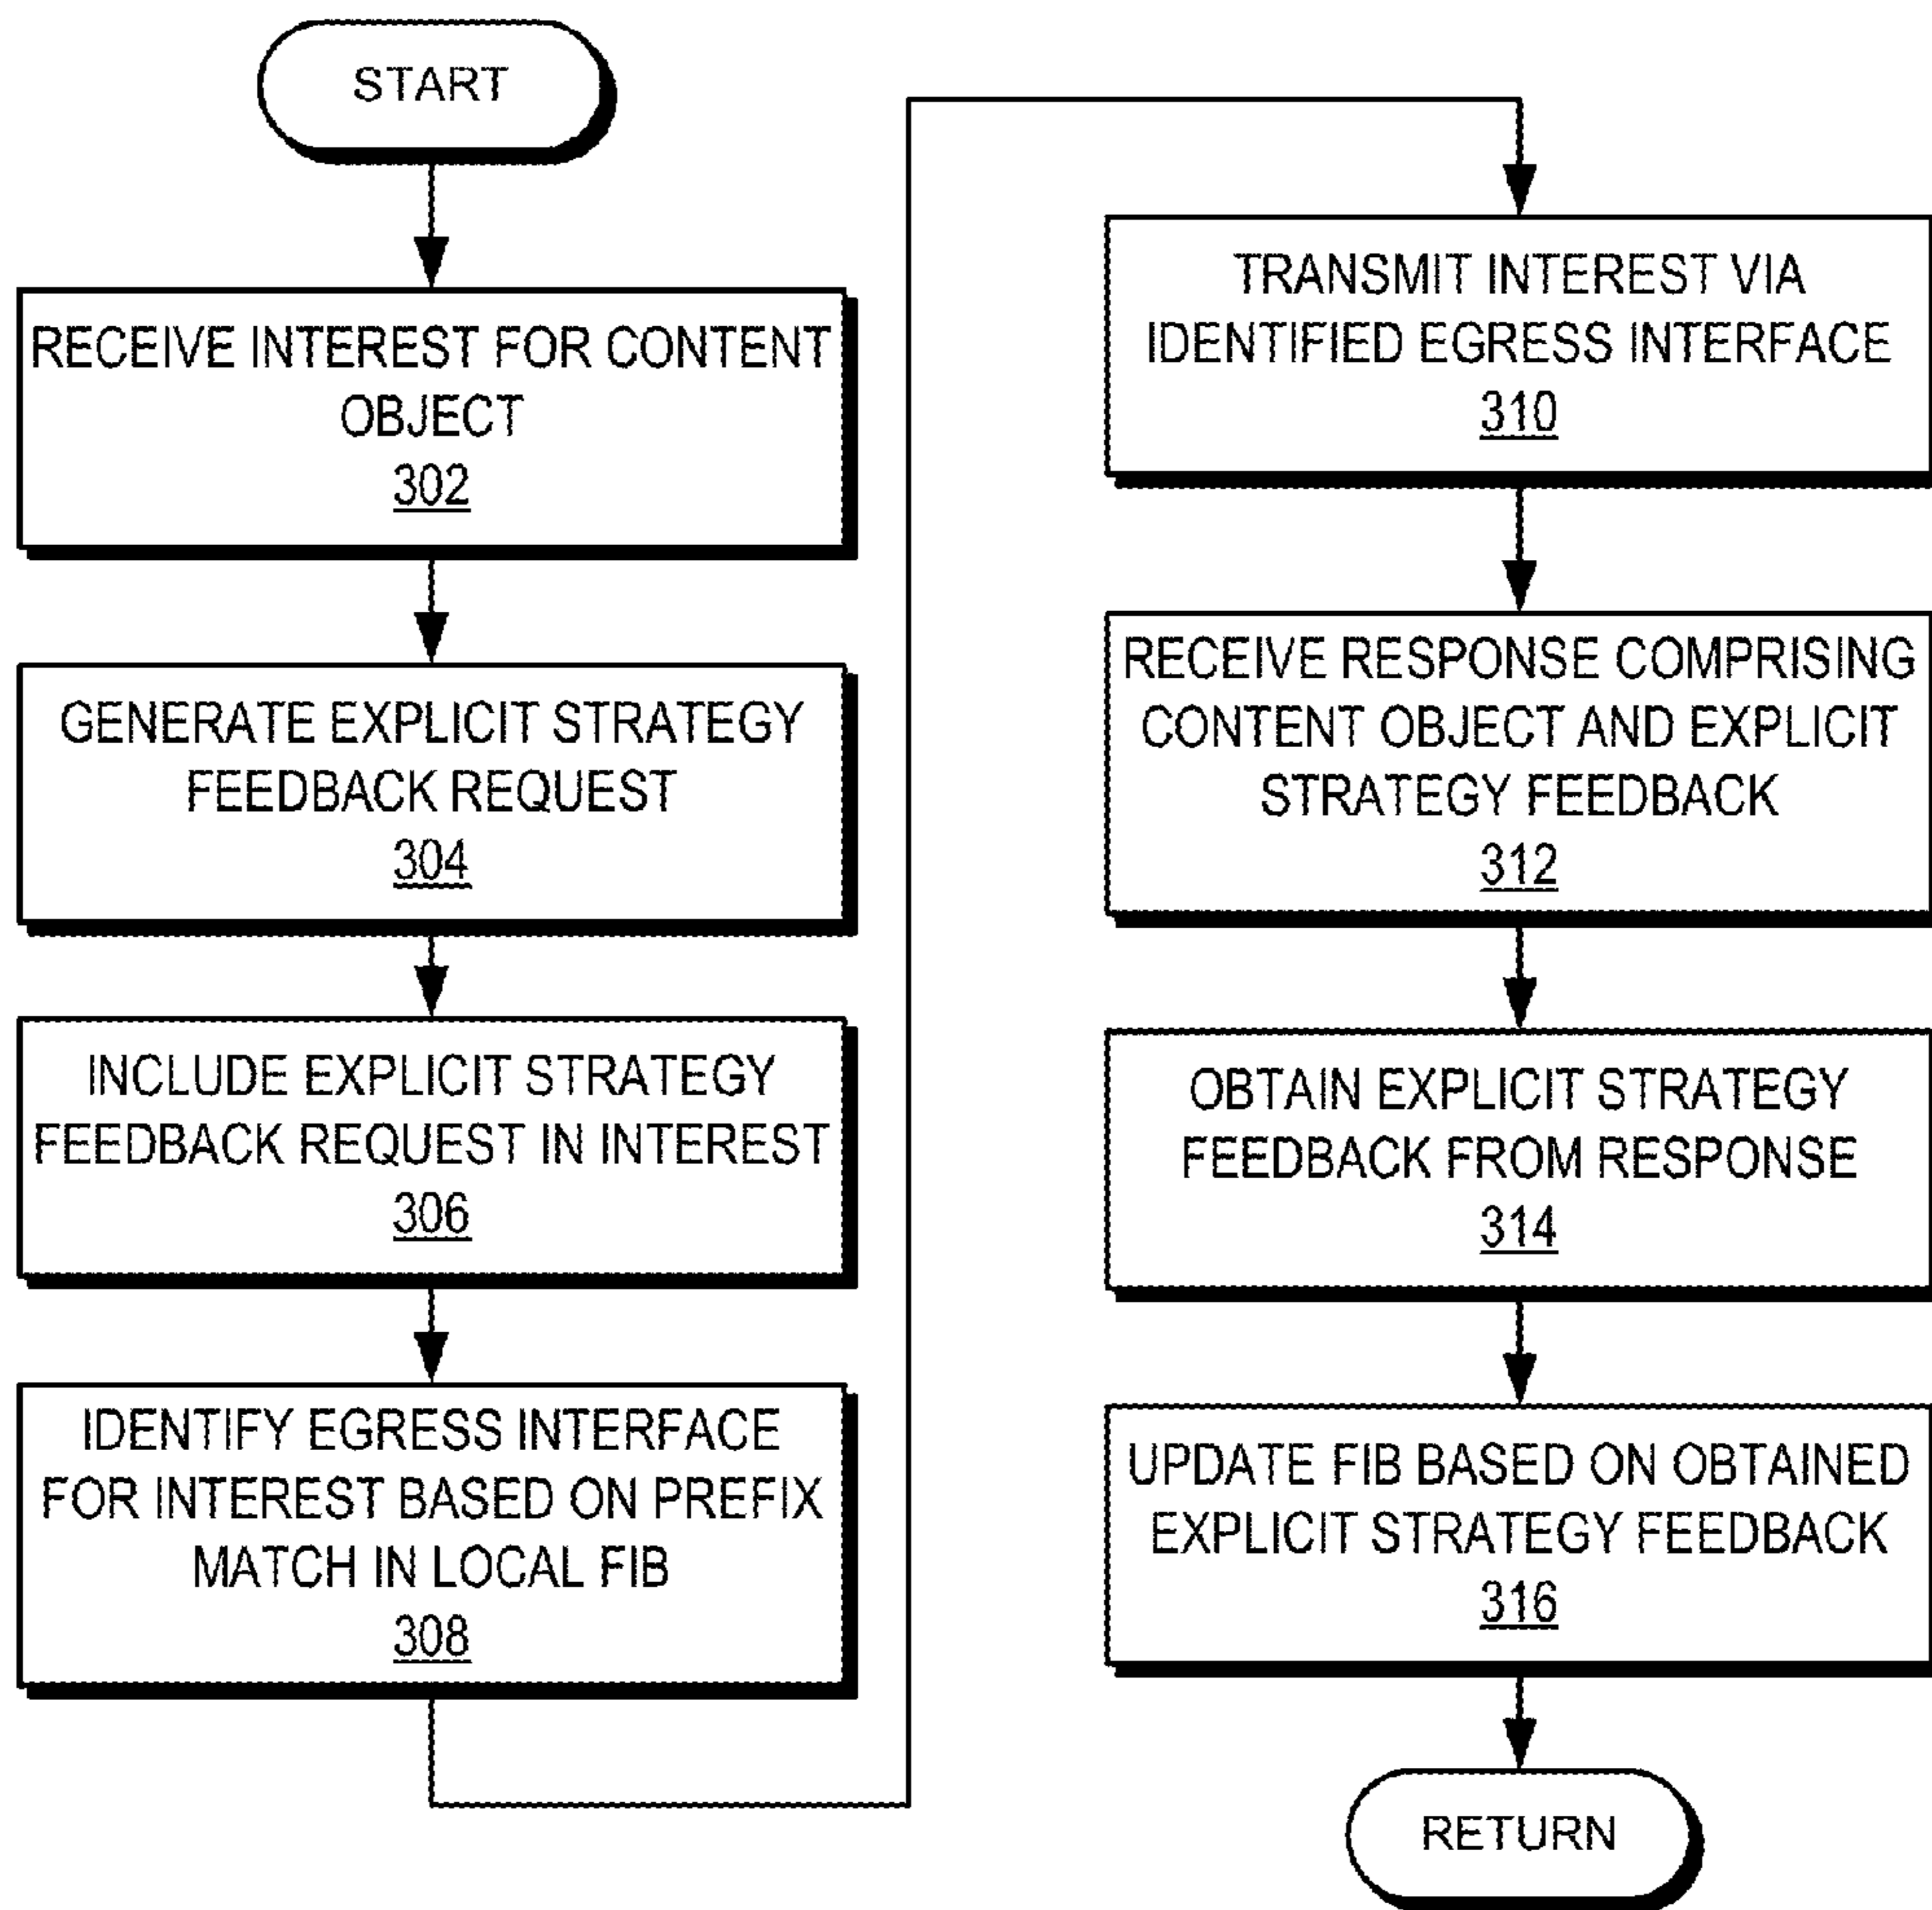 START
RECEIVE INTEREST FOR CONTENT
OBJECT
302
GENERATE EXPLICIT STRATEGY
FEEDBACK REQUEST
304
INCLUDE EXPLICIT STRATEGY
FEEDBACK REQUEST IN INTEREST
306
IDENTIFY EGRESS INTERFACE
FOR INTEREST BASED ON PREFIX
MATCH IN LOCAL FIB
308
TRANSMIT INTEREST VIA
IDENTIFIED EGRESS INTERFACE
310
RECEIVE RESPONSE COMPRISING
CONTENT OBJECT AND EXPLICIT
STRATEGY FEEDBACK
312
OBTAIN EXPLICIT STRATEGY
FEEDBACK FROM RESPONSE
314
UPDATE FIB BASED ON OBTAINED
EXPLICIT STRATEGY FEEDBACK
316
RETURN